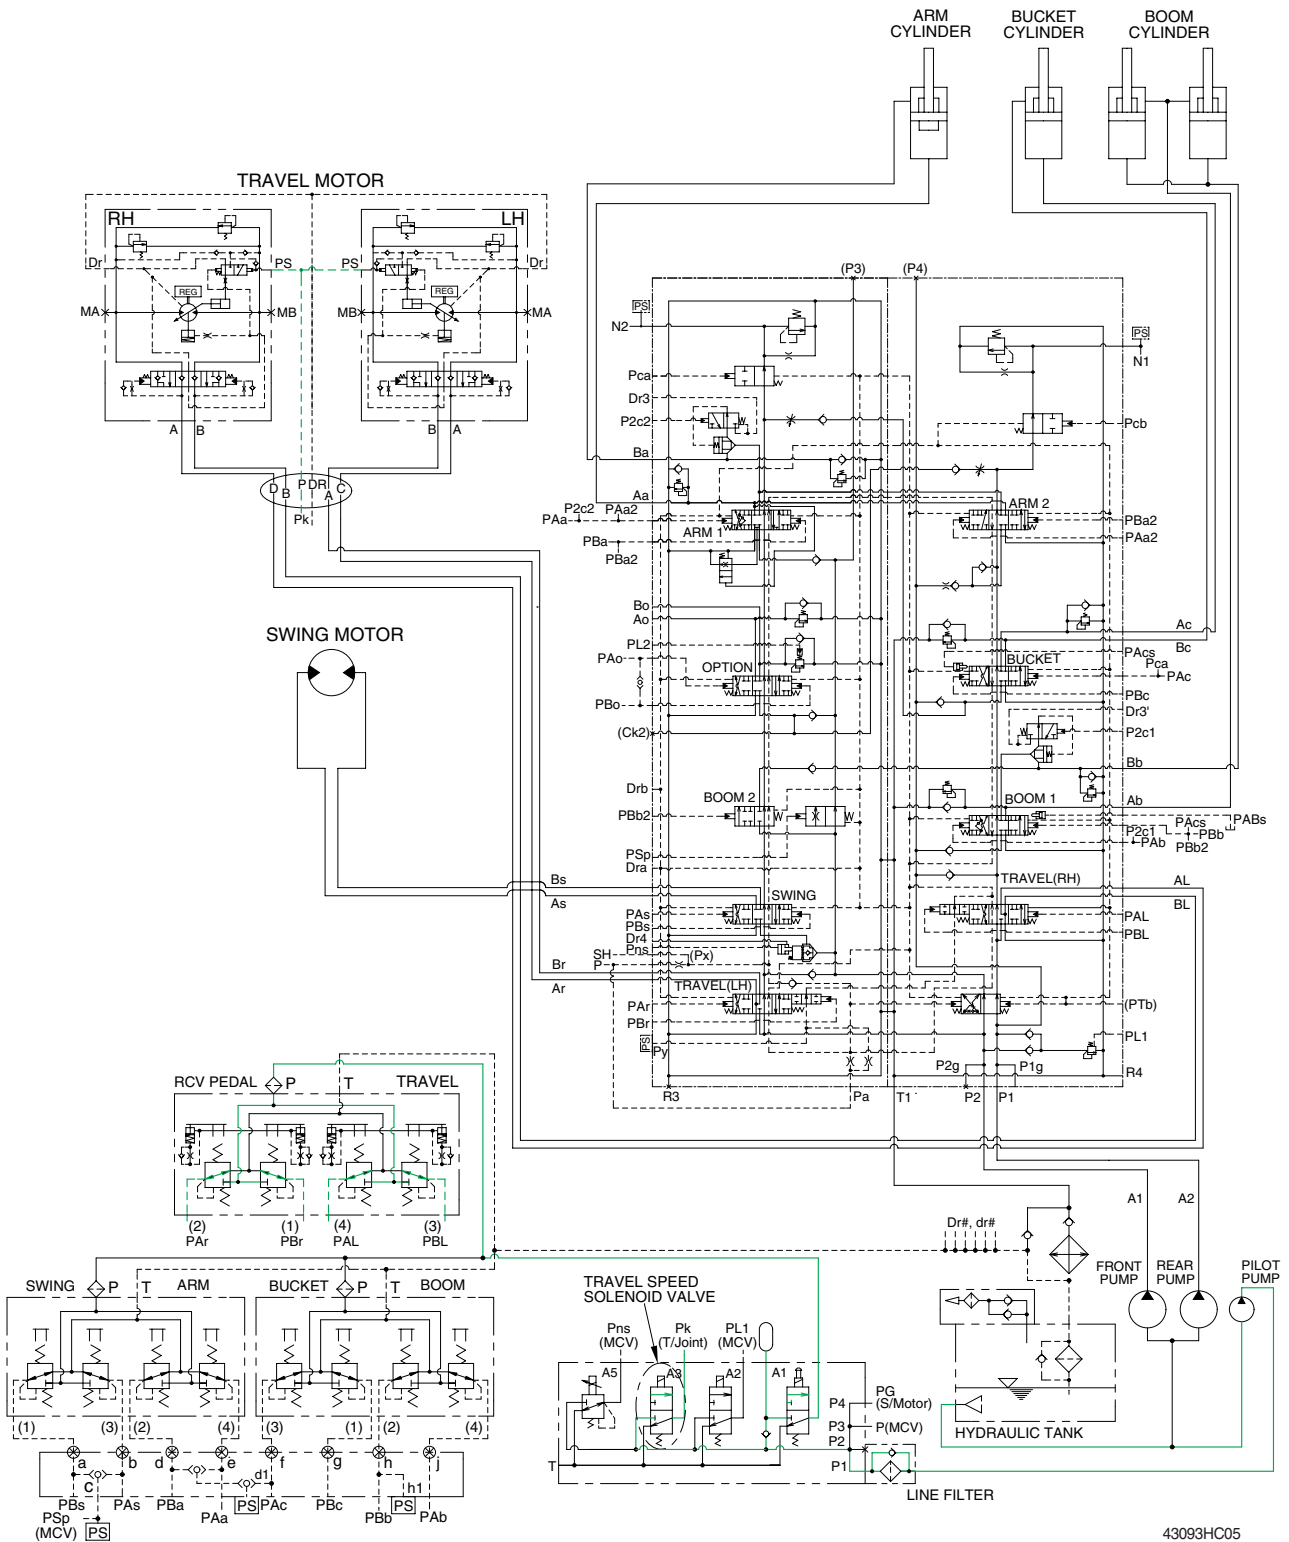 ARM
CYLINDER
BUCKET
CYLINDER
BOOM
CYLINDER
TRAVEL MOTOR
RH
LH
Dr
PS
PS
Dr
REG
REG
MA
MB
MB
MA
A
B
B
A
D
B
P
DR
A
C
Pk
SWING MOTOR
(P3)
(P4)
PS
N2
PS
N1
Pca
Dr3
P2c2
Pcb
Ba
Aa
P2c2
PAa2
PAa
ARM 1
PBa
PBa2
ARM 2
PBa2
PAa2
Bo
Ao
PL2
PAo
OPTION
PBo
(Ck2)
Ac
Bc
PAcs
Pca
BUCKET
PAc
PBc
Dr3'
P2c1
Bb
Drb
BOOM 2
PBb2
PSp
Dra
BOOM 1
Ab
PABs
PAcs
P2c1
PBb
PAb
PBb2
TRAVEL(RH)
AL
BL
PAL
PBL
Bs
As
SWING
PAs
PBs
Dr4
Pns
SH
(Px)
P
Br
Ar
TRAVEL(LH)
PAr
PBr
PS
Py
(PTb)
PL1
P2g
P1g
R4
R3
Pa
T1
P2
P1
RCV PEDAL
P
T
TRAVEL
(2)
(1)
(4)
(3)
PAr
PBr
PAL
PBL
SWING
P
T
ARM
BUCKET
P
T
BOOM
(1)
(3)
(2)
(4)
(3)
(1)
(2)
(4)
a
b
d
e
f
g
h
j
c
d1
h1
PBs
PAs
PBa
PAa
PS
PAc
PBc
PBb
PS
PAb
PSp
(MCV)
PS
A1
A2
Dr#, dr#
FRONT
PUMP
REAR
PUMP
PILOT
PUMP
TRAVEL SPEED
SOLENOID VALVE
Pns
(MCV)
Pk
(T/Joint)
PL1
(MCV)
A5
A3
A2
A1
P4
PG
(S/Motor)
P3
P(MCV)
P2
T
P1
LINE FILTER
HYDRAULIC TANK
43093HC05